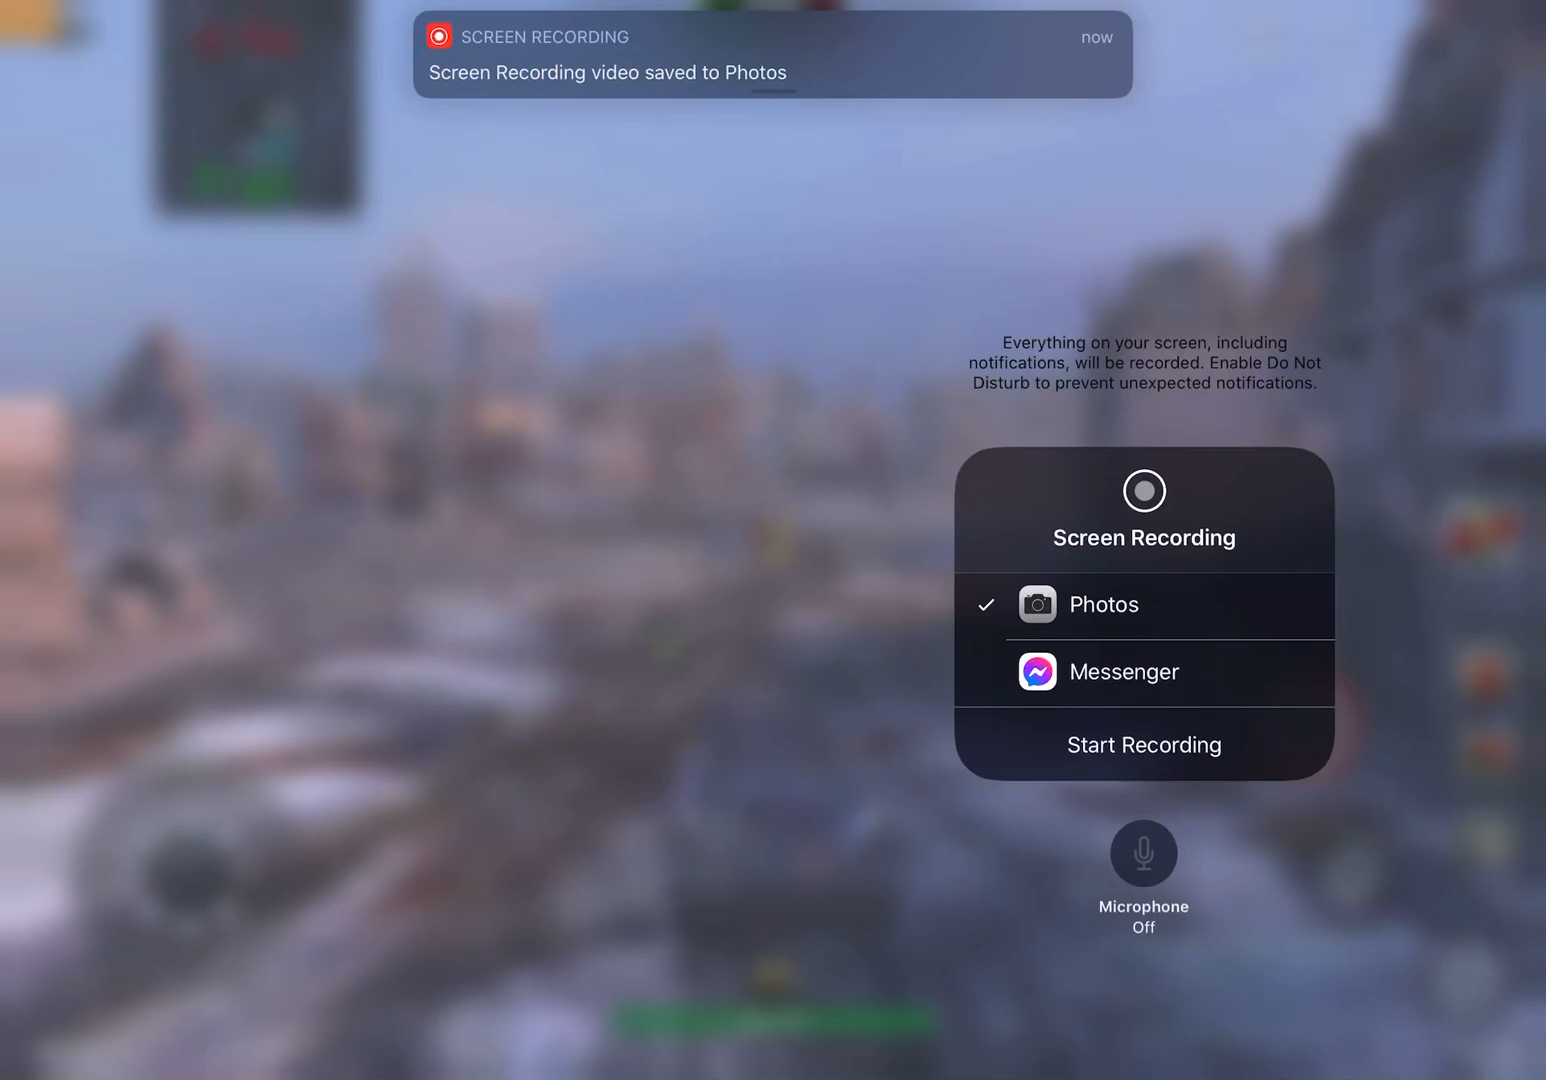 SCREEN RECORDING
now
Screen Recording video saved to Photos
Everything on your screen, including
notifications, will be recorded. Enable Do Not
Disturb to prevent unexpected notifications.
Screen Recording
Photos
Messenger
Start Recording
Microphone
Off